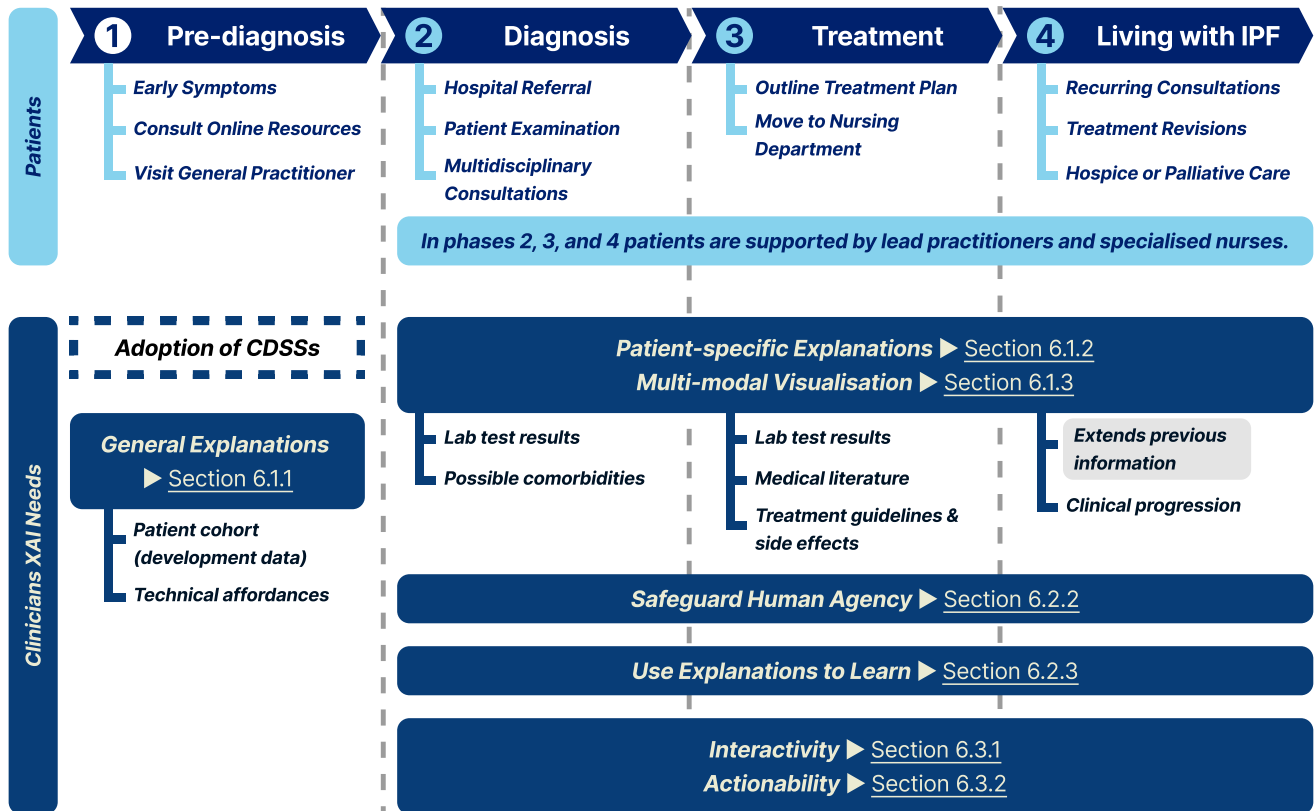 Patients
1 Pre-diagnosis
Early Symptoms
Consult Online Resources
Visit General Practitioner
2 Diagnosis
Hospital Referral
Patient Examination
Multidisciplinary
Consultations
3 Treatment
Outline Treatment Plan
Move to Nursing
Department
4 Living with IPF
Recurring Consultations
Treatment Revisions
Hospice or Palliative Care
In phases 2, 3, and 4 patients are supported by lead practitioners and specialised nurses.
Clinicians XAI Needs
Adoption of CDSSs
General Explanations
▶ Section 6.1.1
Patient cohort
(development data)
Technical affordances
Patient-specific Explanations ▶ Section 6.1.2
Multi-modal Visualisation ▶ Section 6.1.3
Lab test results
Possible comorbidities
Lab test results
Medical literature
Treatment guidelines &
side effects
Extends previous
information
Clinical progression
Safeguard Human Agency ▶ Section 6.2.2
Use Explanations to Learn ▶ Section 6.2.3
Interactivity ▶ Section 6.3.1
Actionability ▶ Section 6.3.2